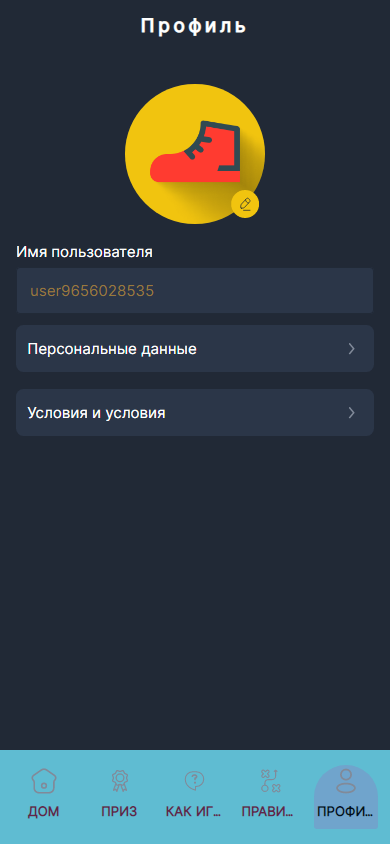 Профиль
Имя пользователя
user9656028535
Персональные данные
Условия и условия
ДОМ
ПРИЗ
КАК ИГ...
ПРАВИ...
ПРОФИ...